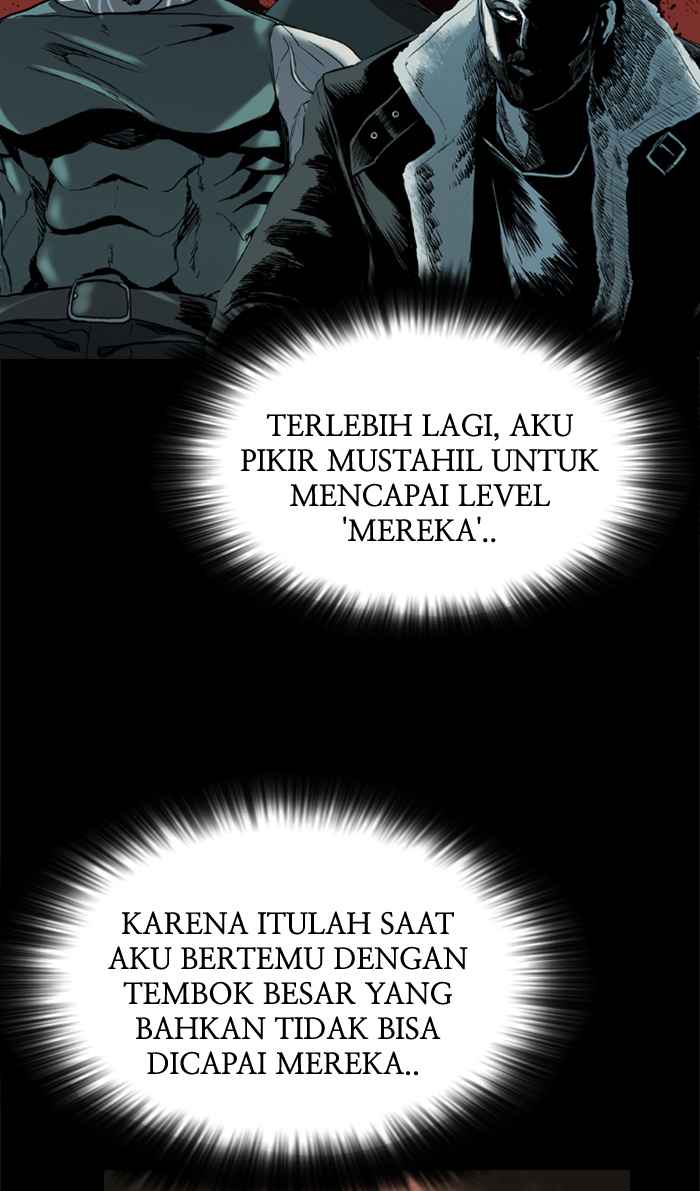 TERLEBIH LAGI, AKU
PIKIR MUSTAHIL UNTUK
MENCAPAI LEVEL
'MEREKA'..
KARENA ITULAH SAAT
AKU BERTEMU DENGAN
TEMBOK BESAR YANG
BAHKAN TIDAK BISA
DICAPAI MEREKA..